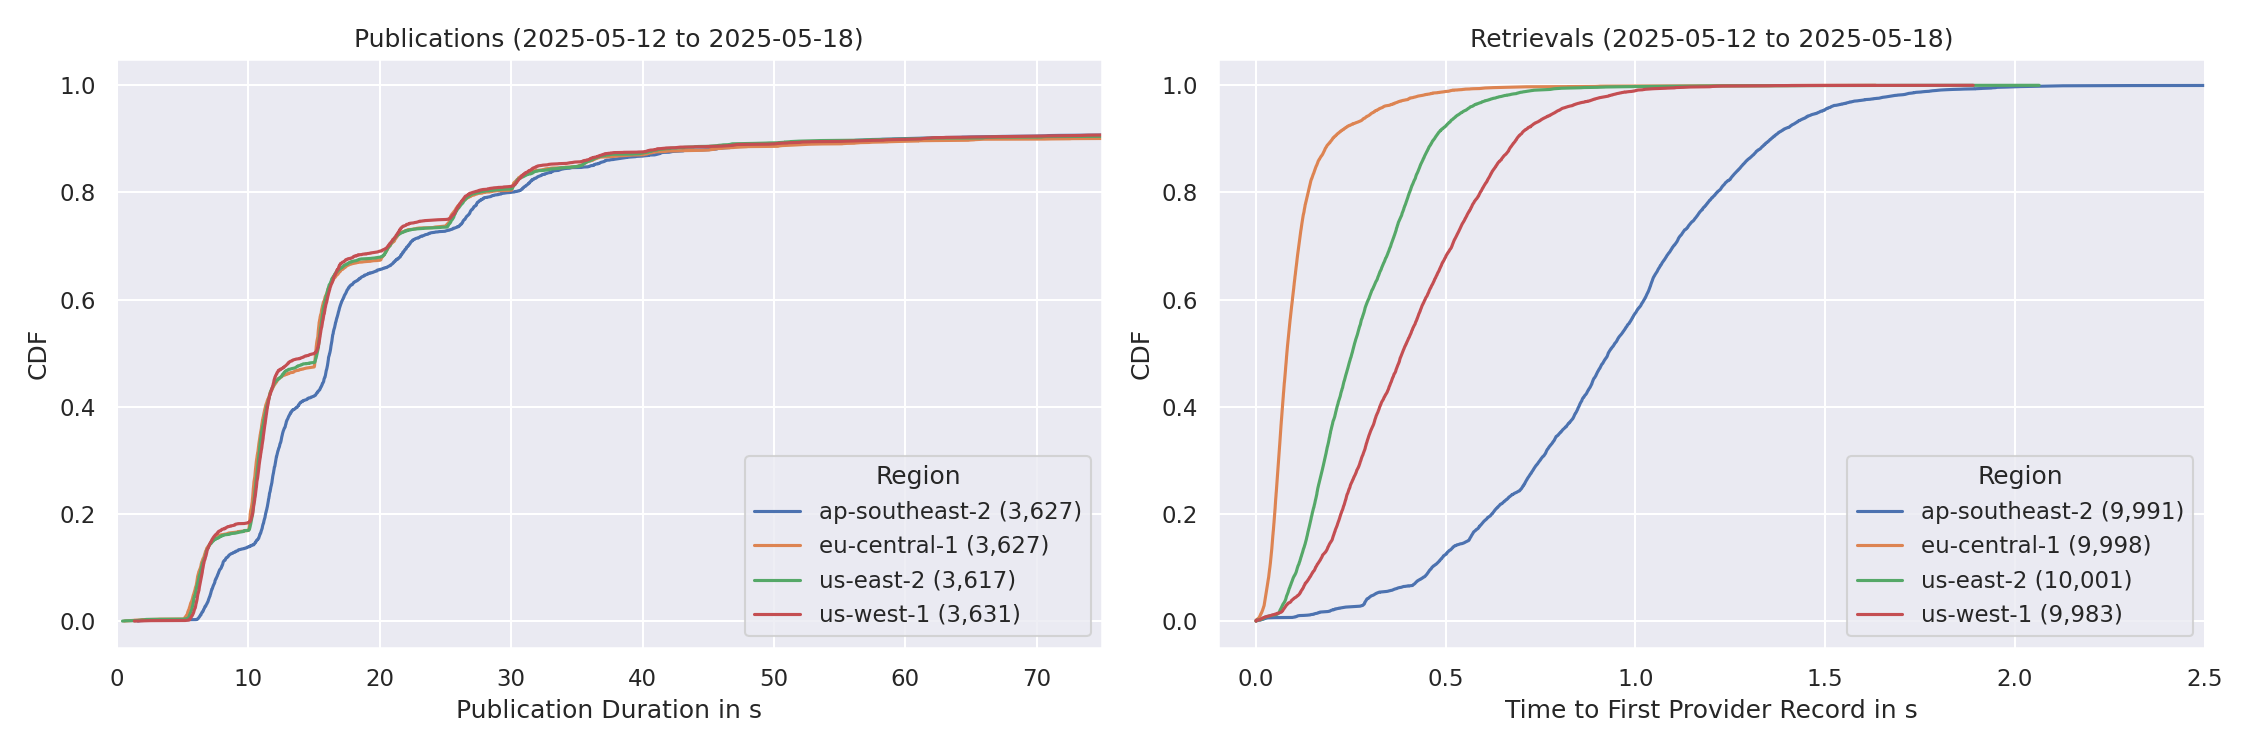 Publications (2025-05-12 to 2025-05-18)
CDF
1.0
0.8
0.6
0.4
0.2
0.0
Region
ap-southeast-2 (3,627)
eu-central-1 (3,627)
us-east-2 (3,617)
us-west-1 (3,631)
0 10 20 30 40 50 60 70
Publication Duration in s
Retrievals (2025-05-12 to 2025-05-18)
CDF
1.0
0.8
0.6
0.4
0.2
0.0
Region
ap-southeast-2 (9,991)
eu-central-1 (9,998)
us-east-2 (10,001)
us-west-1 (9,983)
0.0 0.5 1.0 1.5 2.0 2.5
Time to First Provider Record in s